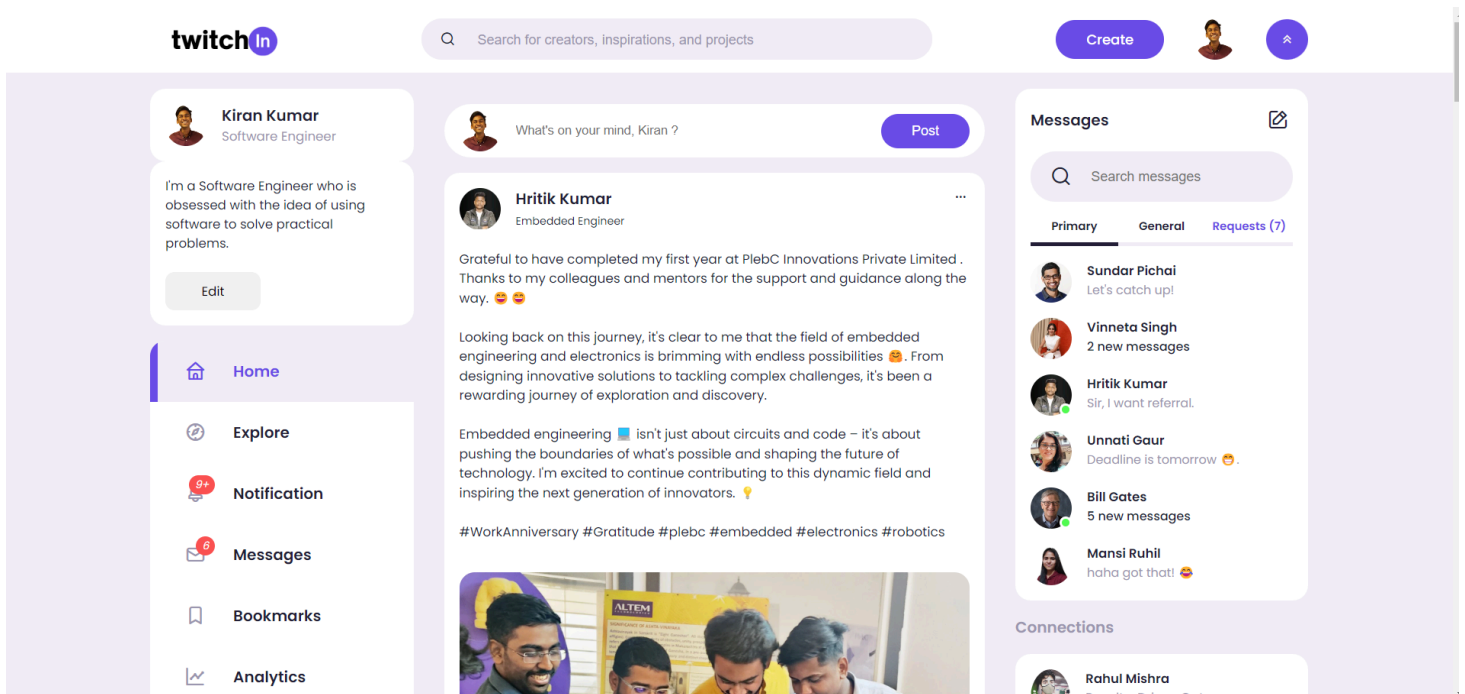 twitch In
Search for creators, inspirations, and projects
Create
Kiran Kumar
Software Engineer
I'm a Software Engineer who is
obsessed with the idea of using
software to solve practical
problems.
Edit
Home
Explore
9+
Notification
6
Messages
Bookmarks
Analytics
What's on your mind, Kiran ?
Post
Hritik Kumar
...
Embedded Engineer
Grateful to have completed my first year at PlebC Innovations Private Limited .
Thanks to my colleagues and mentors for the support and guidance along the
way. 😄 😄
Looking back on this journey, it's clear to me that the field of embedded
engineering and electronics is brimming with endless possibilities 🤗. From
designing innovative solutions to tackling complex challenges, it's been a
rewarding journey of exploration and discovery.
Embedded engineering 💻 isn't just about circuits and code – it's about
pushing the boundaries of what's possible and shaping the future of
technology. I'm excited to continue contributing to this dynamic field and
inspiring the next generation of innovators. 💡
#WorkAnniversary #Gratitude #plebc #embedded #electronics #robotics
ALTEM
Messages
Search messages
Primary General Requests (7)
Sundar Pichai
Let's catch up!
Vinneta Singh
2 new messages
Hritik Kumar
Sir, I want referral.
Unnati Gaur
Deadline is tomorrow 😁.
Bill Gates
5 new messages
Mansi Ruhil
haha got that! 😂
Connections
Rahul Mishra